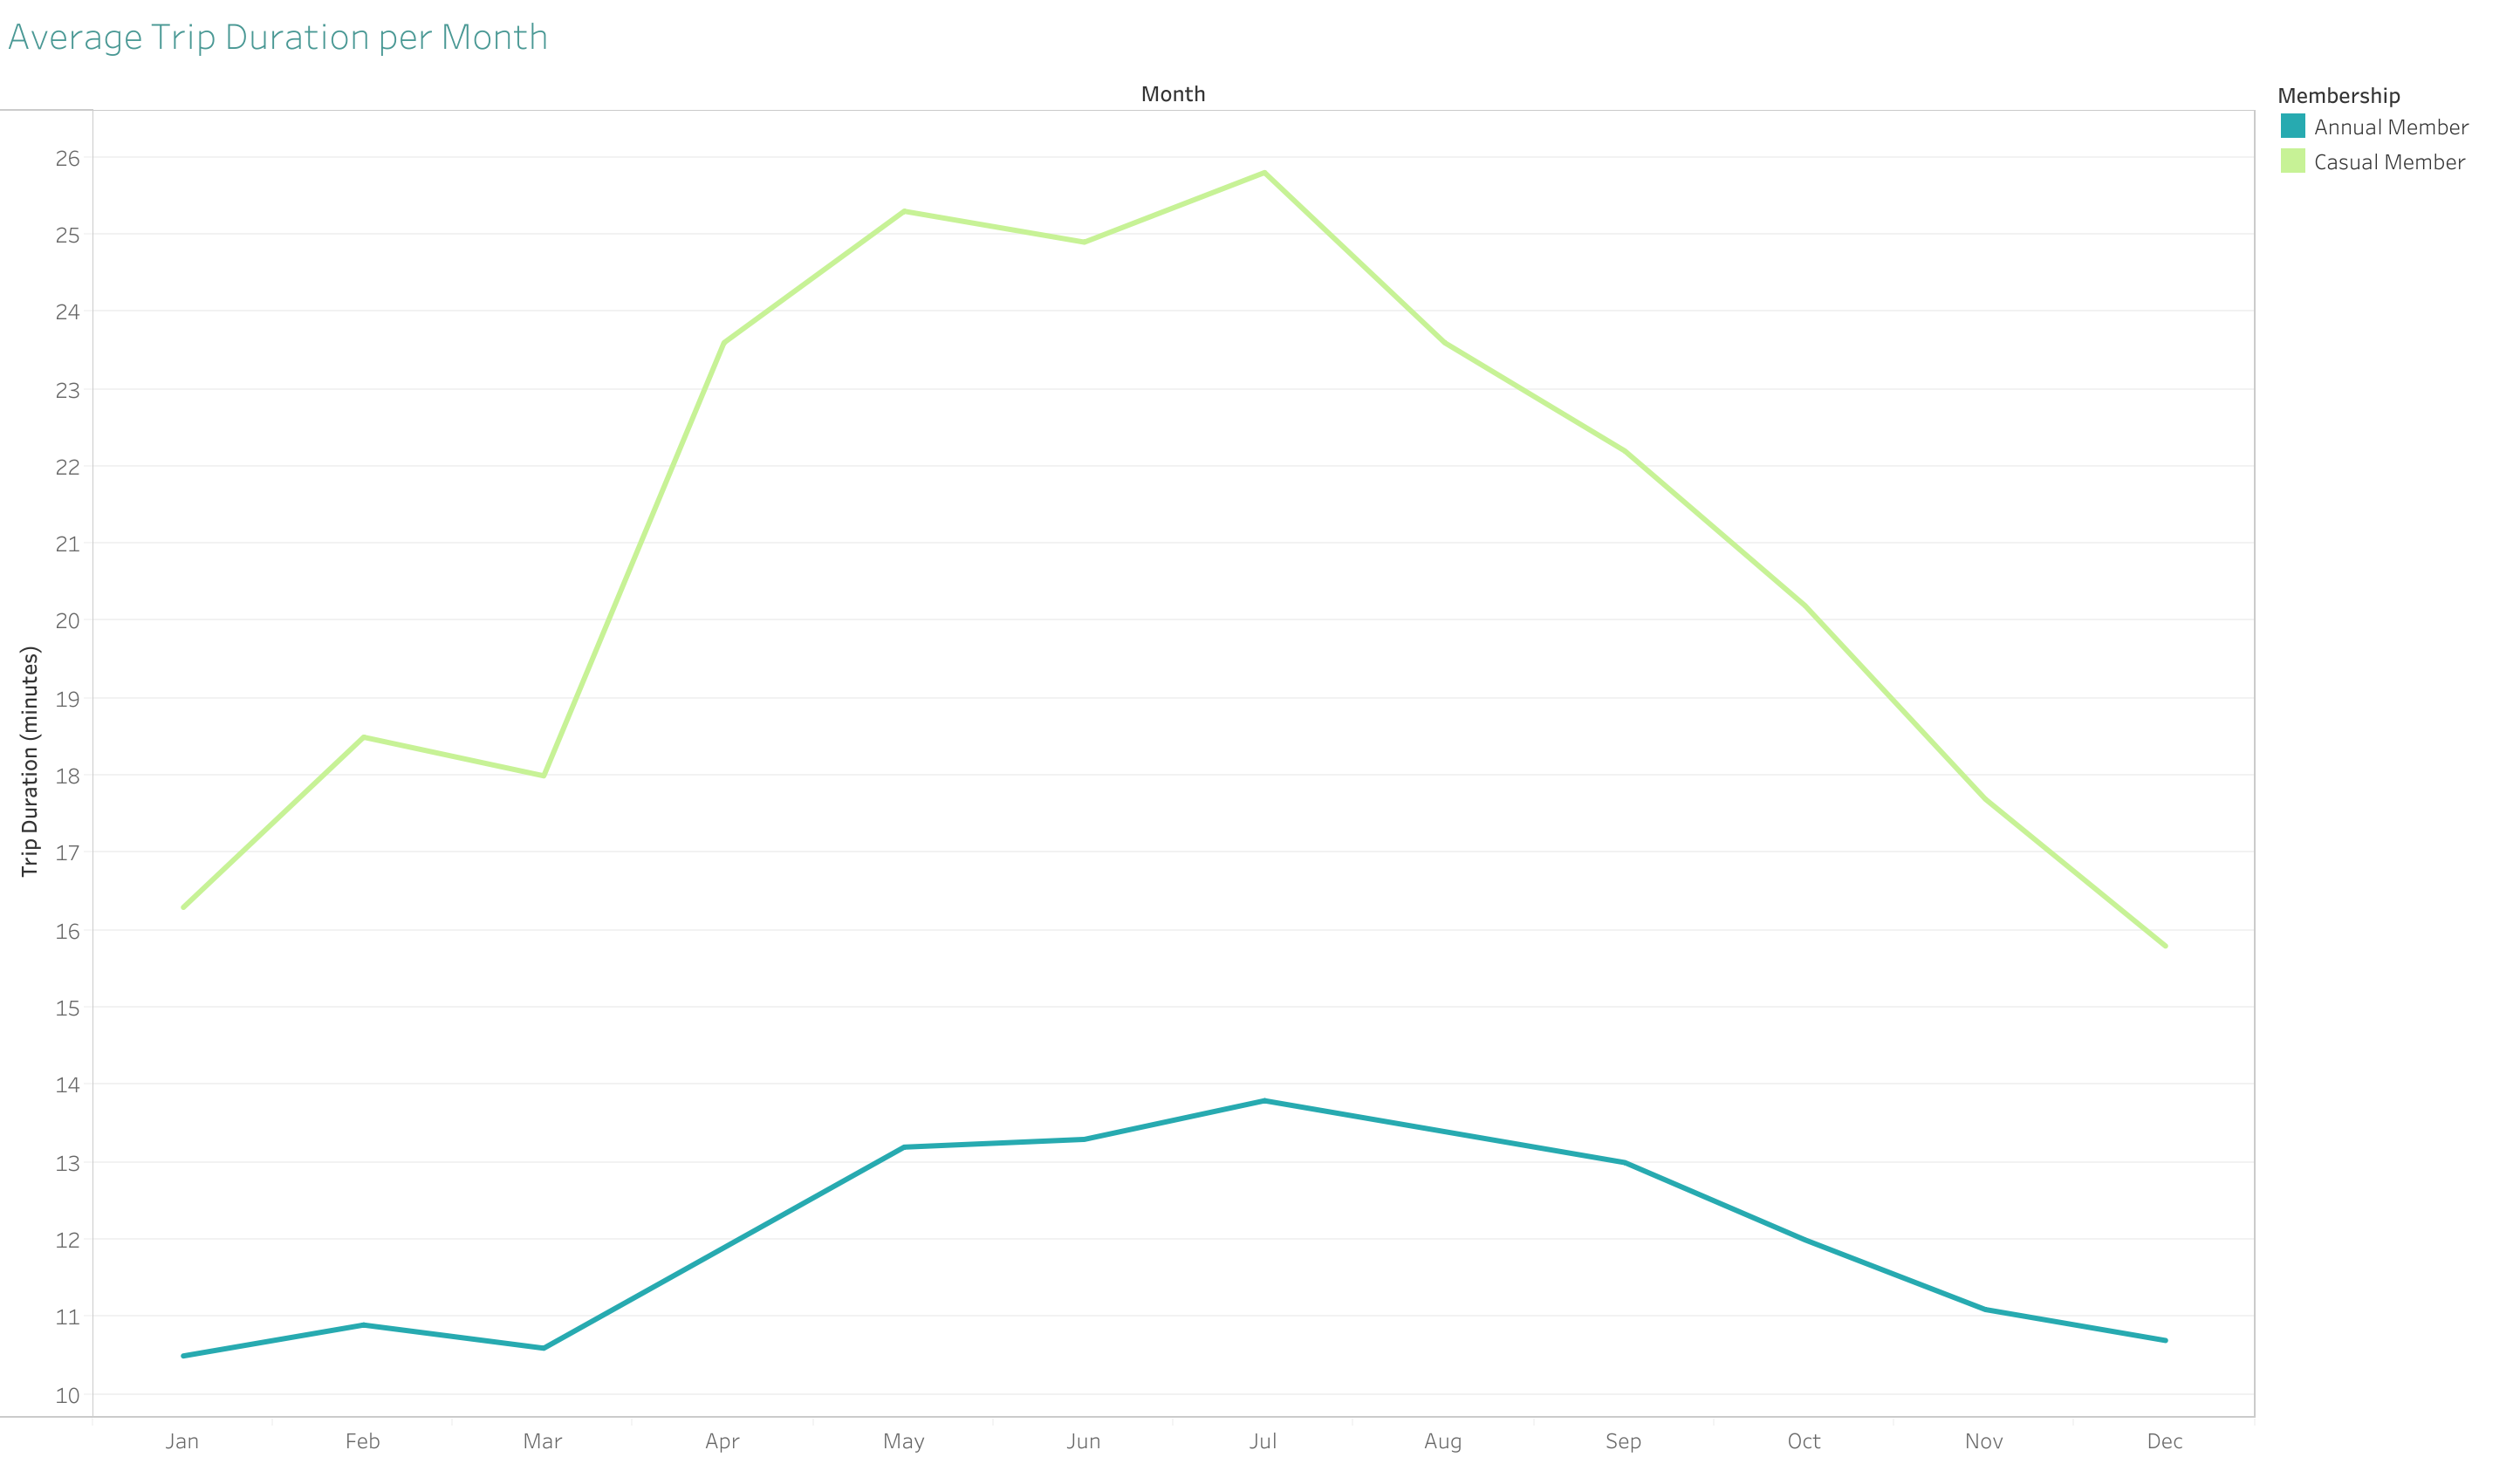 Average Trip Duration per Month
Month
Membership
Annual Member
Casual Member
Trip Duration (minutes)
26
25
24
23
22
21
20
19
18
17
16
15
14
13
12
11
10
Jan Feb Mar Apr May Jun Jul Aug Sep Oct Nov Dec